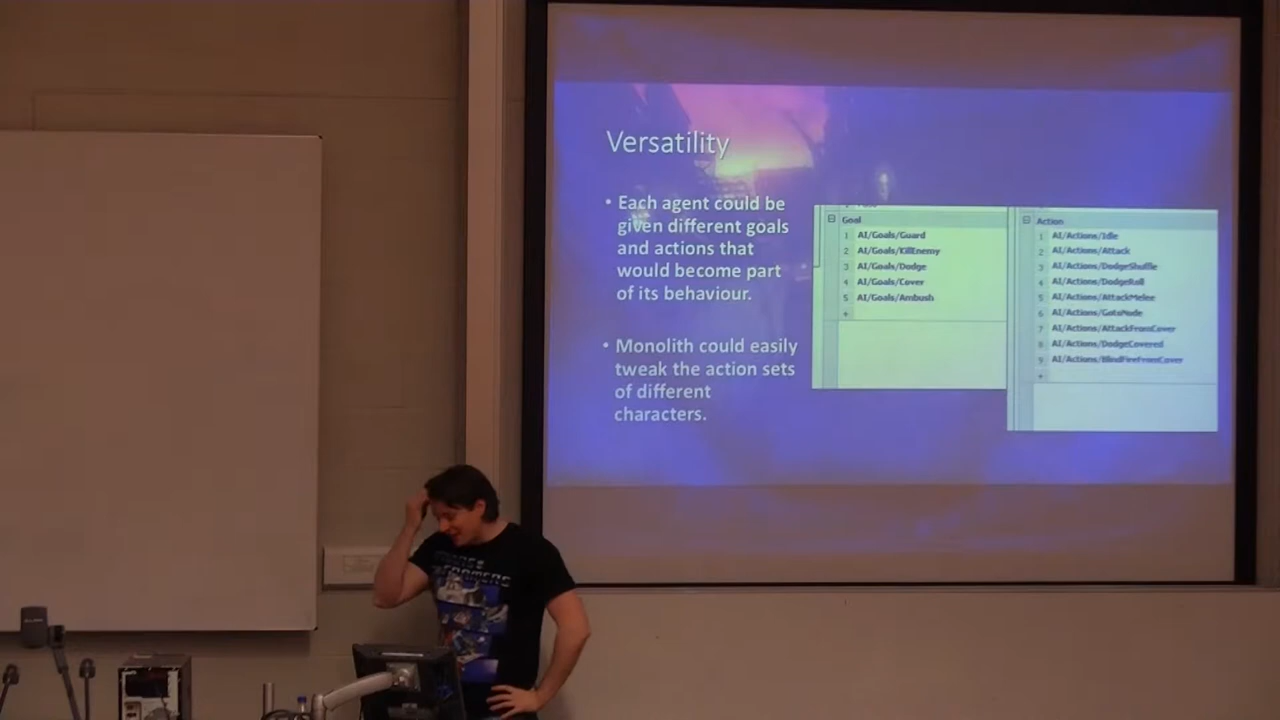 Versatility
• Each agent could be
given different goals
and actions that
would become part
of its behaviour.
• Monolith could easily
tweak the action sets
of different
characters.
Goal
1 AI/Goals/Guard
2 AI/Goals/KillEnemy
3 AI/Goals/Dodge
4 AI/Goals/Cover
5 AI/Goals/Ambush
+
Action
1 AI/Actions/Idle
2 AI/Actions/Attack
3 AI/Actions/DodgeShuffle
4 AI/Actions/DodgeRoll
5 AI/Actions/AttackMelee
6 AI/Actions/GotoNode
7 AI/Actions/AttackFromCover
8 AI/Actions/DodgeCovered
9 AI/Actions/BlindFireFromCover
+